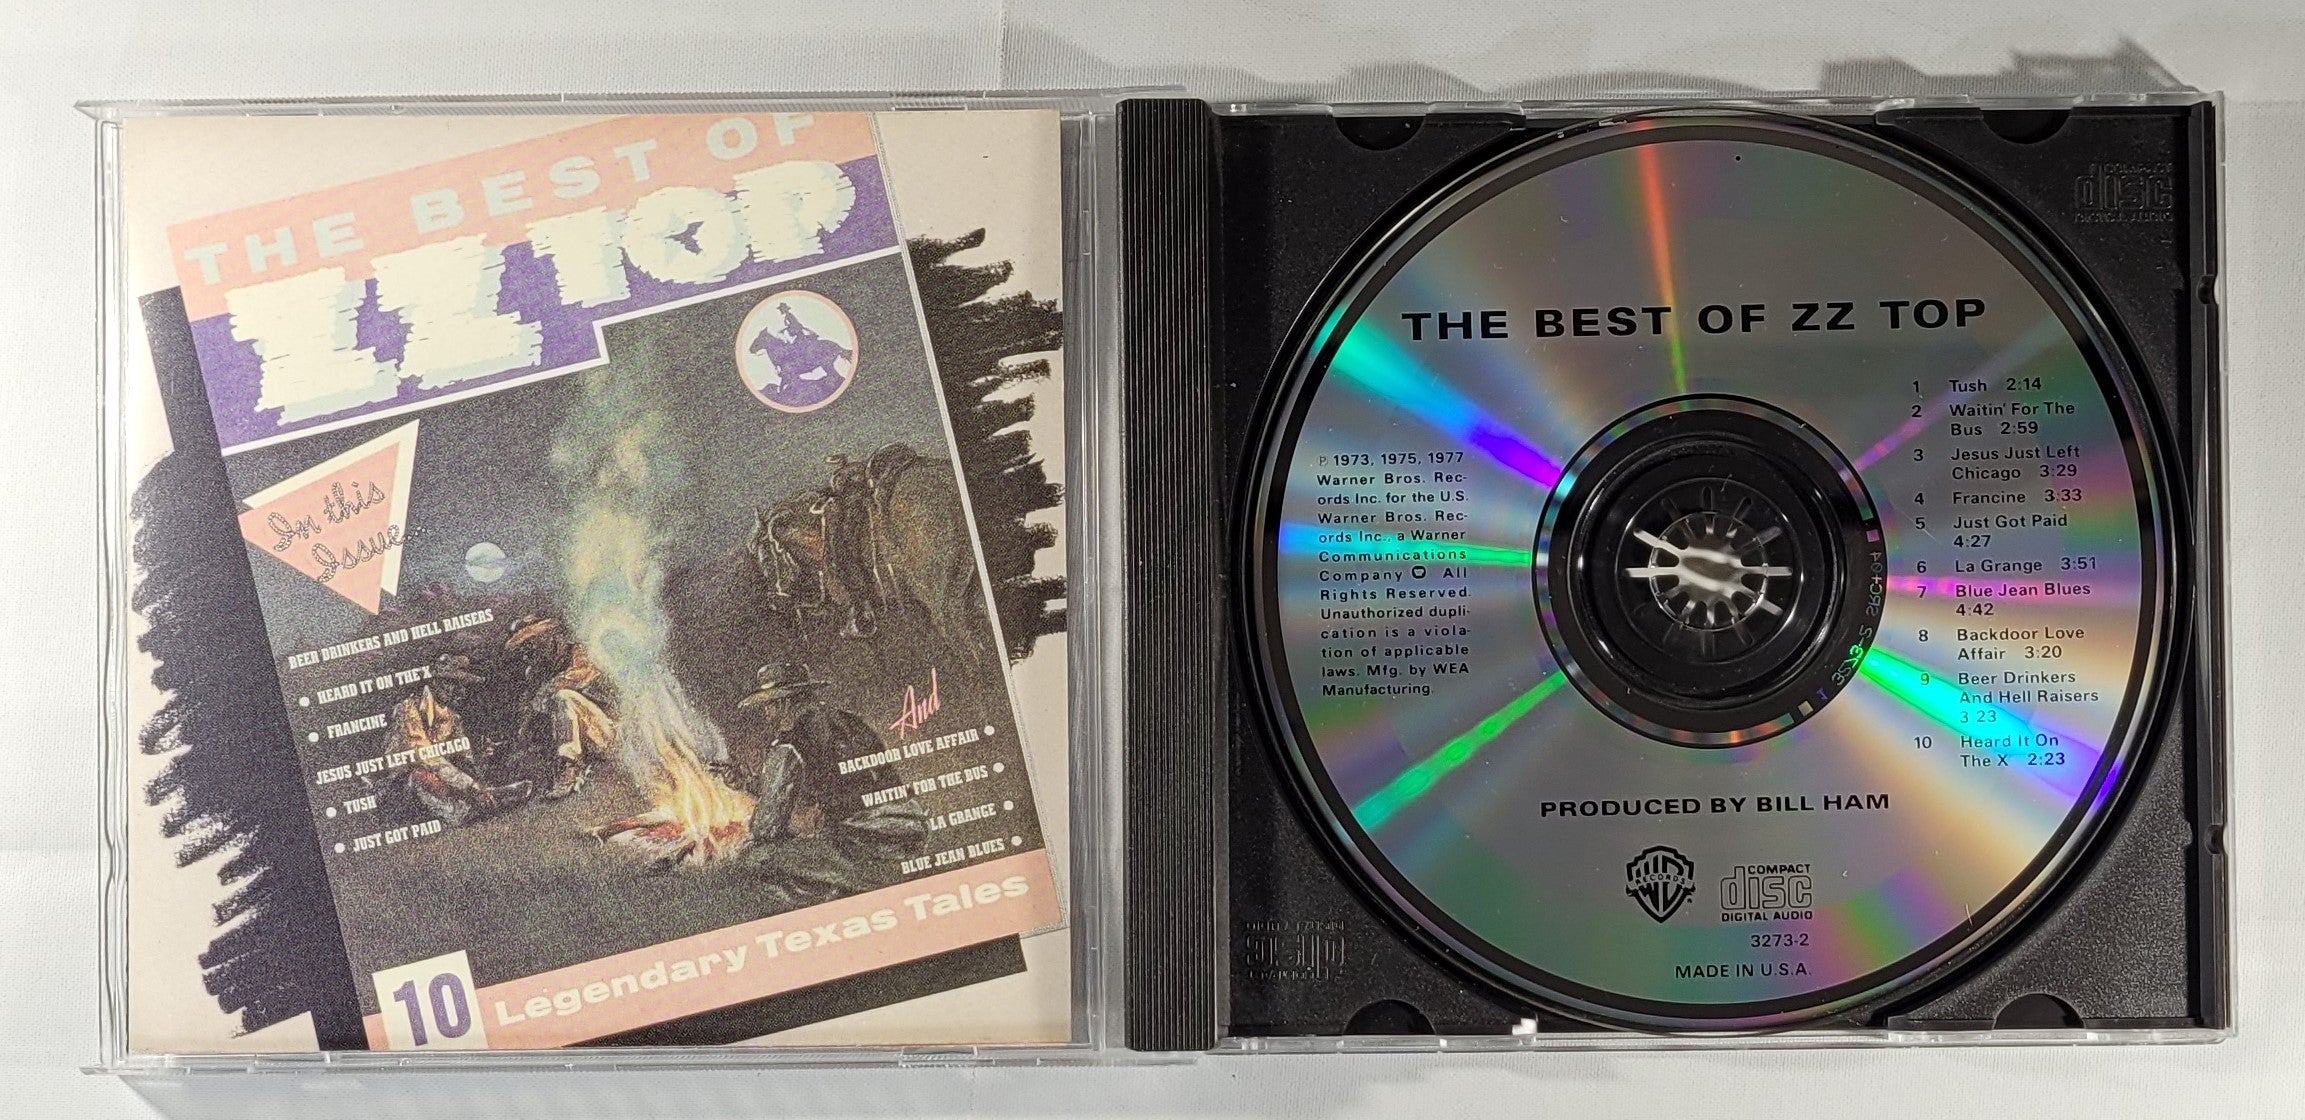 THE BEST OF
ZZ TOP
In this
Issue...
BEER DRINKERS AND HELL RAISERS
• HEARD IT ON THE X
• FRANCINE
JESUS JUST LEFT CHICAGO
• TUSH
• JUST GOT PAID
And
BACKDOOR LOVE AFFAIR •
WAITIN' FOR THE BUS •
LA GRANGE •
BLUE JEAN BLUES •
10 Legendary Texas Tales
THE BEST OF ZZ TOP
℗ 1973, 1975, 1977
Warner Bros. Rec-
ords Inc. for the U.S.
Warner Bros. Rec-
ords Inc., a Warner
Communications
Company All
Rights Reserved.
Unauthorized dupli-
cation is a viola-
tion of applicable
laws. Mfg. by WEA
Manufacturing.
1 Tush 2:14
2 Waitin' For The
Bus 2:59
3 Jesus Just Left
Chicago 3:29
4 Francine 3:33
5 Just Got Paid
4:27
6 La Grange 3:51
7 Blue Jean Blues
4:42
8 Backdoor Love
Affair 3:20
9 Beer Drinkers
And Hell Raisers
3 23
10 Heard It On
The X 2:23
PRODUCED BY BILL HAM
RECORDS
COMPACT
disc
DIGITAL AUDIO
3273-2
MADE IN U.S.A.
COMPACT
disc
DIGITAL AUDIO